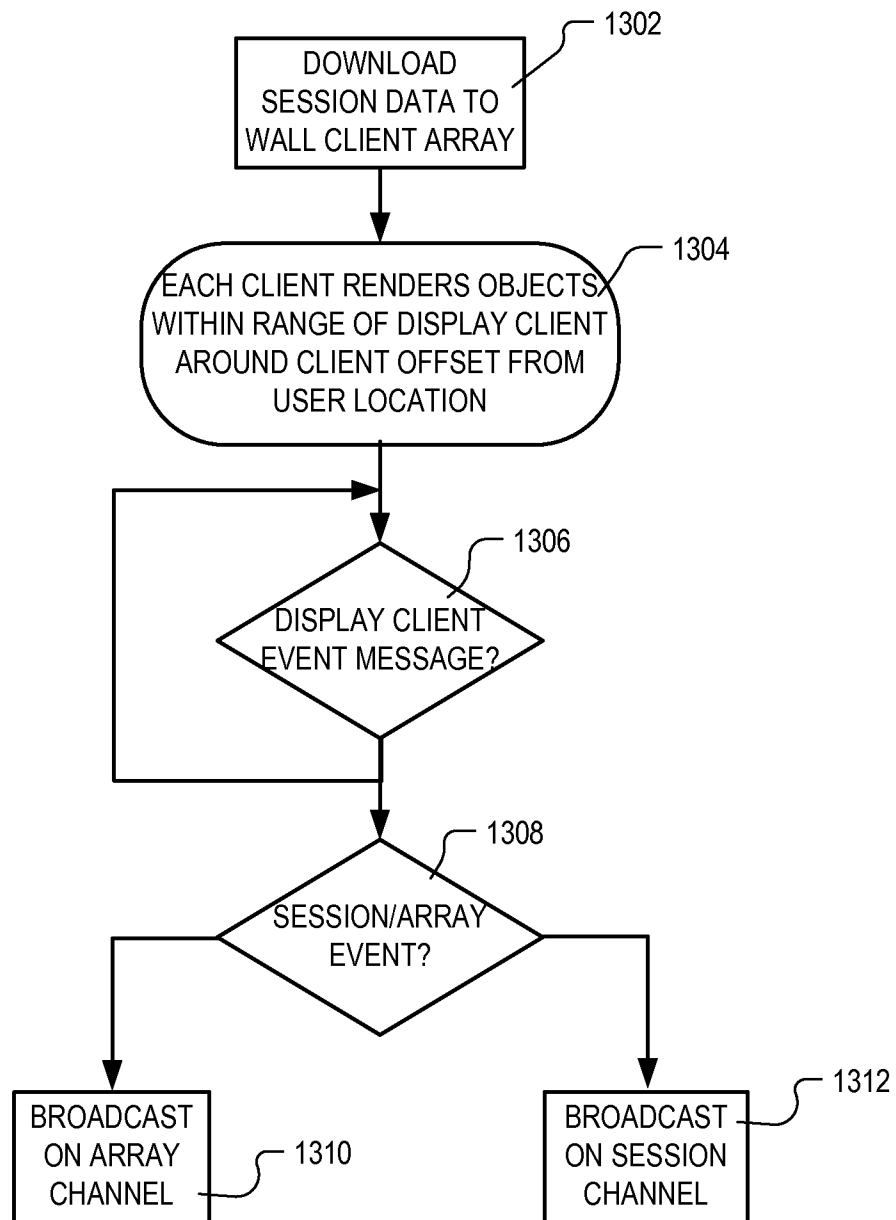 1302
DOWNLOAD
SESSION DATA TO
WALL CLIENT ARRAY
1304
EACH CLIENT RENDERS OBJECTS
WITHIN RANGE OF DISPLAY CLIENT
AROUND CLIENT OFFSET FROM
USER LOCATION
1306
DISPLAY CLIENT
EVENT MESSAGE?
1308
SESSION/ARRAY
EVENT?
BROADCAST
ON ARRAY
CHANNEL
1310
1312
BROADCAST
ON SESSION
CHANNEL